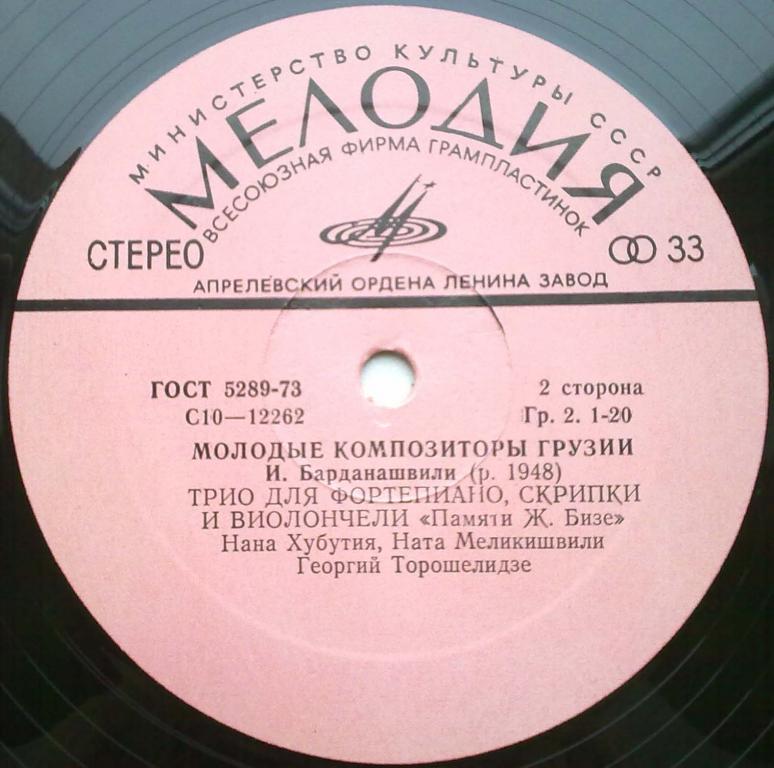 МИНИСТЕРСТВО КУЛЬТУРЫ СССР
МЕЛОДИЯ
ВСЕСОЮЗНАЯ ФИРМА ГРАМПЛАСТИНОК
СТЕРЕО
33
АПРЕЛЕВСКИЙ ОРДЕНА ЛЕНИНА ЗАВОД
ГОСТ 5289-73
2 сторона
С10—12262
Гр. 2. 1-20
МОЛОДЫЕ КОМПОЗИТОРЫ ГРУЗИИ
И. Барданашвили (р. 1948)
ТРИО ДЛЯ ФОРТЕПИАНО, СКРИПКИ
И ВИОЛОНЧЕЛИ «Памяти Ж. Бизе»
Нана Хубутия, Ната Меликишвили
Георгий Торошелидзе